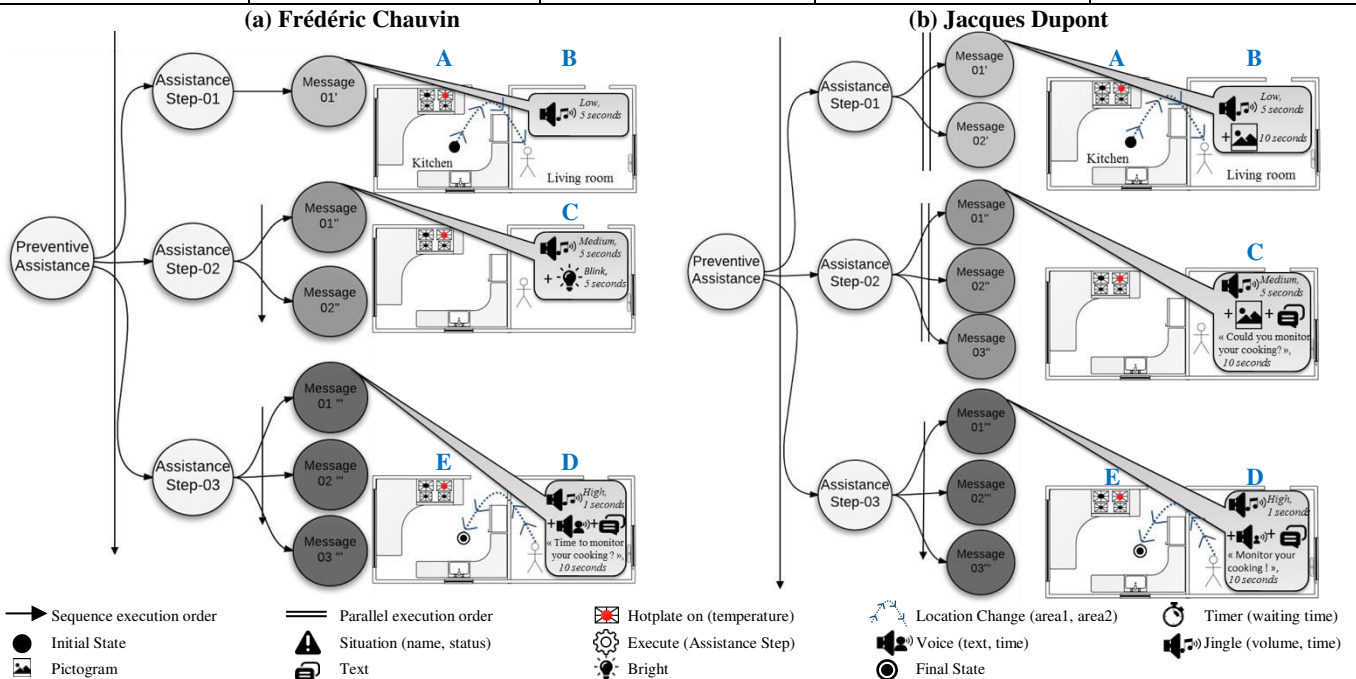 (a) Frédéric Chauvin
A
B
Assistance
Step-01
Message
01'
Low,
5 seconds
Kitchen
Living room
Preventive
Assistance
Assistance
Step-02
Message
01"
Message
02"
C
Medium,
5 seconds
+
Blink,
5 seconds
Assistance
Step-03
Message
01 '"
Message
02 '"
Message
03 '"
E
D
High,
1 seconds
+ +
« Time to monitor
your cooking ? »,
10 seconds
(b) Jacques Dupont
A
B
Assistance
Step-01
Message
01'
Message
02'
Low,
5 seconds
+ 10 seconds
Kitchen
Living room
Preventive
Assistance
Assistance
Step-02
Message
01"
Message
02"
Message
03"
C
Medium,
5 seconds
+ +
« Could you monitor
your cooking? »,
10 seconds
Assistance
Step-03
Message
01'"
Message
02'"
Message
03'"
E
D
High,
1 seconds
+ +
« Monitor your
cooking ! »,
10 seconds
Sequence execution order
Parallel execution order
Hotplate on (temperature)
Location Change (area1, area2)
Timer (waiting time)
Initial State
Situation (name, status)
Execute (Assistance Step)
Voice (text, time)
Jingle (volume, time)
Pictogram
Text
Bright
Final State